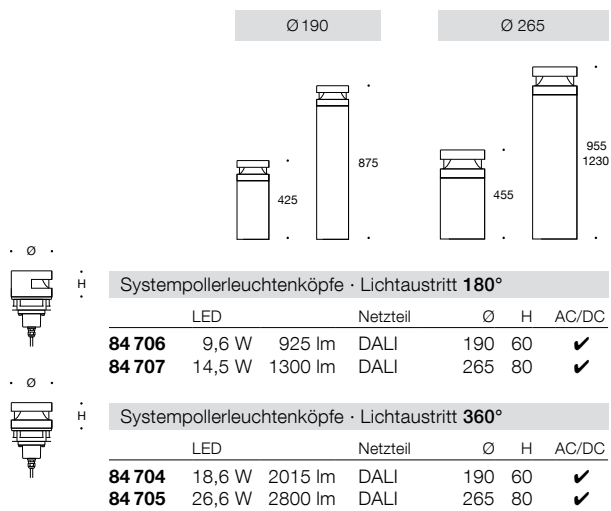 Ø 190
Ø 265
875
425
955
1230
455
Ø
H
Systempollerleuchtenköpfe · Lichtaustritt 180°
LED Netzteil Ø H AC/DC
84 706 9,6 W 925 lm DALI 190 60 ✔
84 707 14,5 W 1300 lm DALI 265 80 ✔
Ø
H
Systempollerleuchtenköpfe · Lichtaustritt 360°
LED Netzteil Ø H AC/DC
84 704 18,6 W 2015 lm DALI 190 60 ✔
84 705 26,6 W 2800 lm DALI 265 80 ✔